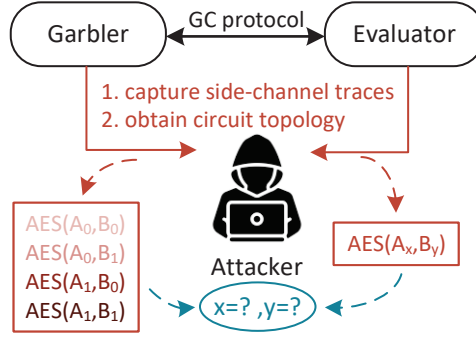 Garbler
GC protocol
Evaluator
1. capture side-channel traces
2. obtain circuit topology
AES(A₀,B₀)
AES(A₀,B₁)
AES(A₁,B₀)
AES(A₁,B₁)
Attacker
AES(Aₓ,Bᵧ)
x=? ,y=?